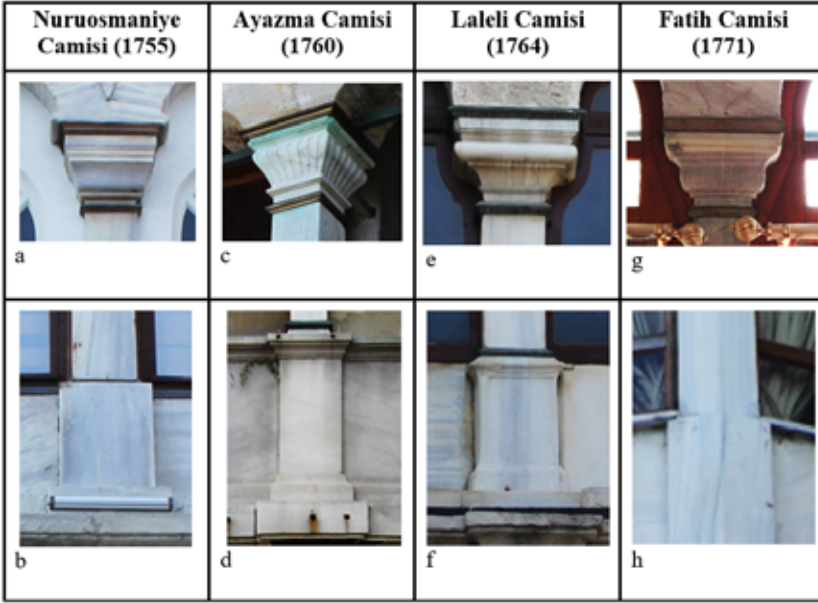 Nuruosmaniye
Camisi (1755)
Ayazma Camisi
(1760)
Laleli Camisi
(1764)
Fatih Camisi
(1771)
a
c
e
g
b
d
f
h